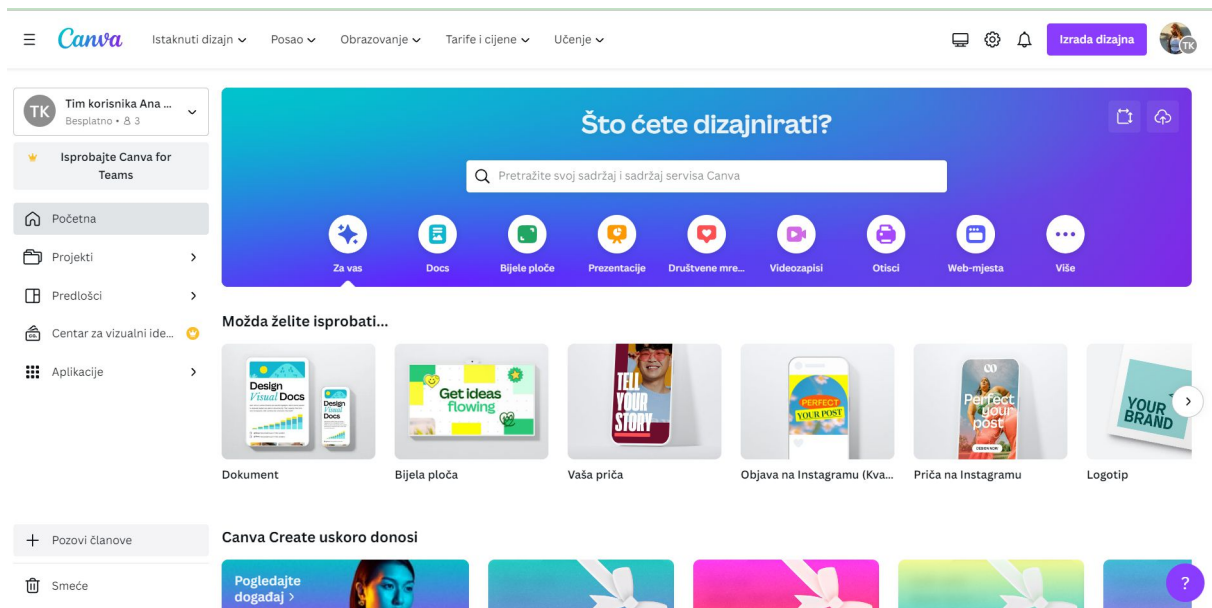 Canva
Istaknuti dizajn
Posao
Obrazovanje
Tarife i cijene
Učenje
Izrada dizajna
TK
TK
Tim korisnika Ana ...
Besplatno • 3
Isprobajte Canva for
Teams
Početna
Projekti
Predlošci
Centar za vizualni ide...
Aplikacije
Pozovi članove
Smeće
Što ćete dizajnirati?
Pretražite svoj sadržaj i sadržaj servisa Canva
Za vas
Docs
Bijele ploče
Prezentacije
Društvene mre...
Videozapisi
Otisci
Web-mjesta
Više
Možda želite isprobati...
Design
Visual Docs
Design
Visual
Docs
Dokument
Get ideas
flowing
Bijela ploča
TELL
YOUR
STORY
Vaša priča
PERFECT
YOUR POST
Objava na Instagramu (Kva...
Perfect
your
post
Priča na Instagramu
YOUR
BRAND
Logotip
Canva Create uskoro donosi
Pogledajte
događaj >
?